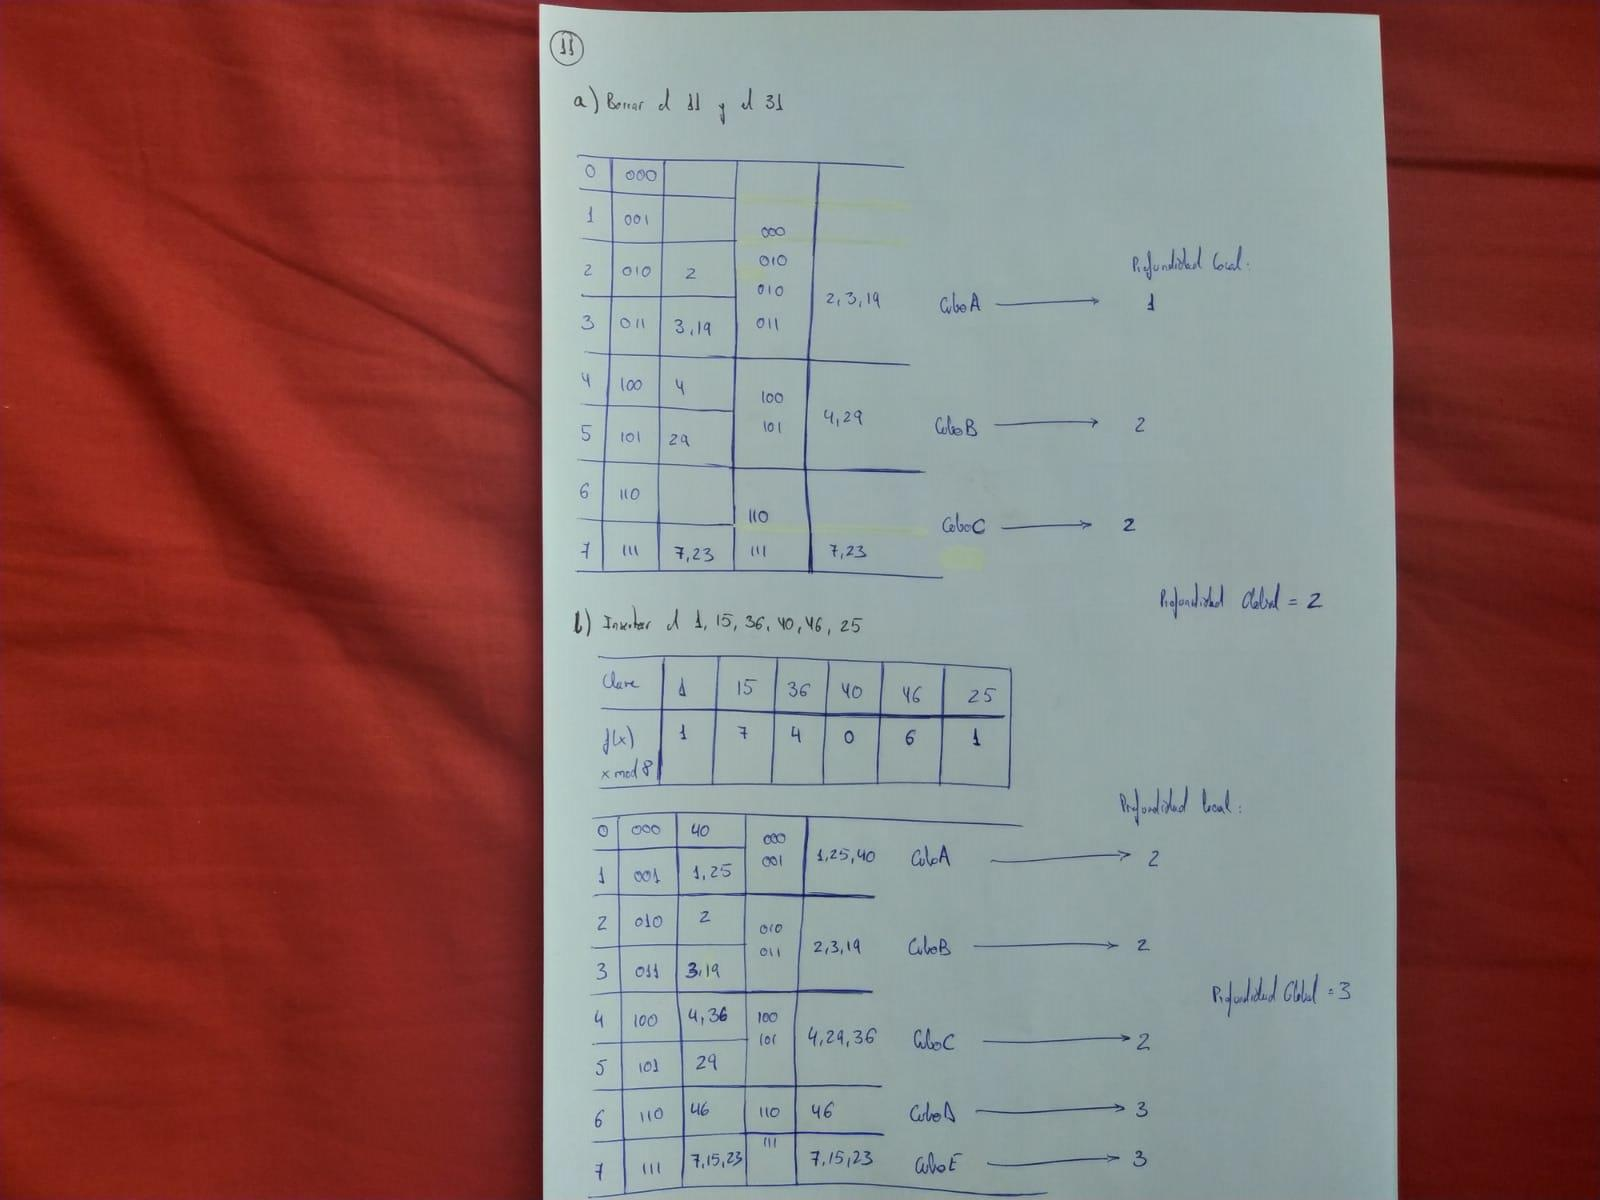 11
a) Borrar el 11 y el 31
0 000
1 001 000
2 010 2 010
010 2,3,19 Cubo A Profundidad local: 1
3 011 3,19 011
4 100 4 100
101 4,29 Cubo B 2
5 101 29
6 110 110
Cubo C 2
7 111 7,23 111 7,23
Profundidad Global = 2
b) Insertar el 1, 15, 36, 40, 46, 25
Clave 1 15 36 40 46 25
f(x) 1 7 4 0 6 1
x mod 8
Profundidad local:
0 000 40 000
001 1,25,40 Cubo A 2
1 001 1,25
2 010 2 010
011 2,3,19 Cubo B 2
3 011 3,19
Profundidad Global = 3
4 100 4,36 100
101 4,29,36 Cubo C 2
5 101 29
6 110 46 110 46 Cubo D 3
7 111 7,15,23 111 7,15,23 Cubo E 3